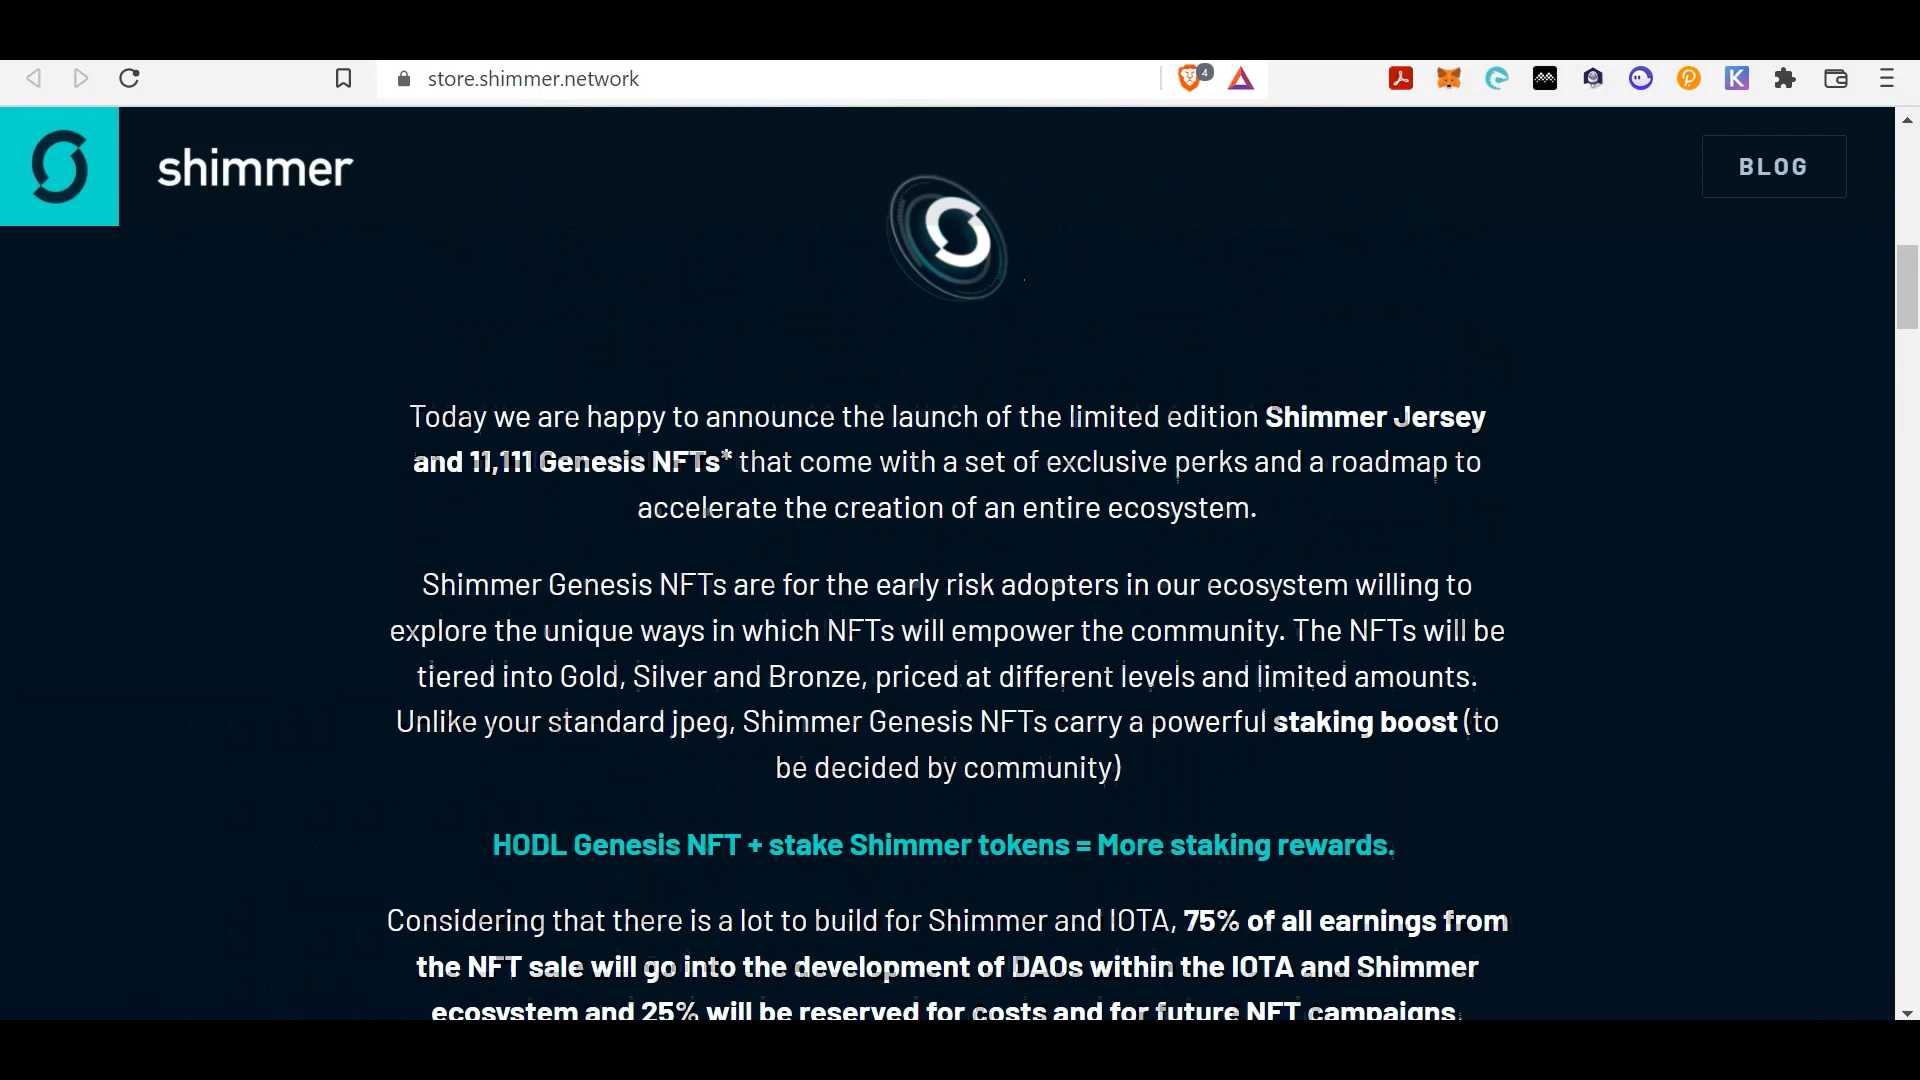 store.shimmer.network
4
shimmer
BLOG
Today we are happy to announce the launch of the limited edition Shimmer Jersey
and 11,111 Genesis NFTs* that come with a set of exclusive perks and a roadmap to
accelerate the creation of an entire ecosystem.
Shimmer Genesis NFTs are for the early risk adopters in our ecosystem willing to
explore the unique ways in which NFTs will empower the community. The NFTs will be
tiered into Gold, Silver and Bronze, priced at different levels and limited amounts.
Unlike your standard jpeg, Shimmer Genesis NFTs carry a powerful staking boost (to
be decided by community)
HODL Genesis NFT + stake Shimmer tokens = More staking rewards.
Considering that there is a lot to build for Shimmer and IOTA, 75% of all earnings from
the NFT sale will go into the development of DAOs within the IOTA and Shimmer
ecosystem and 25% will be reserved for costs and for future NFT campaigns.